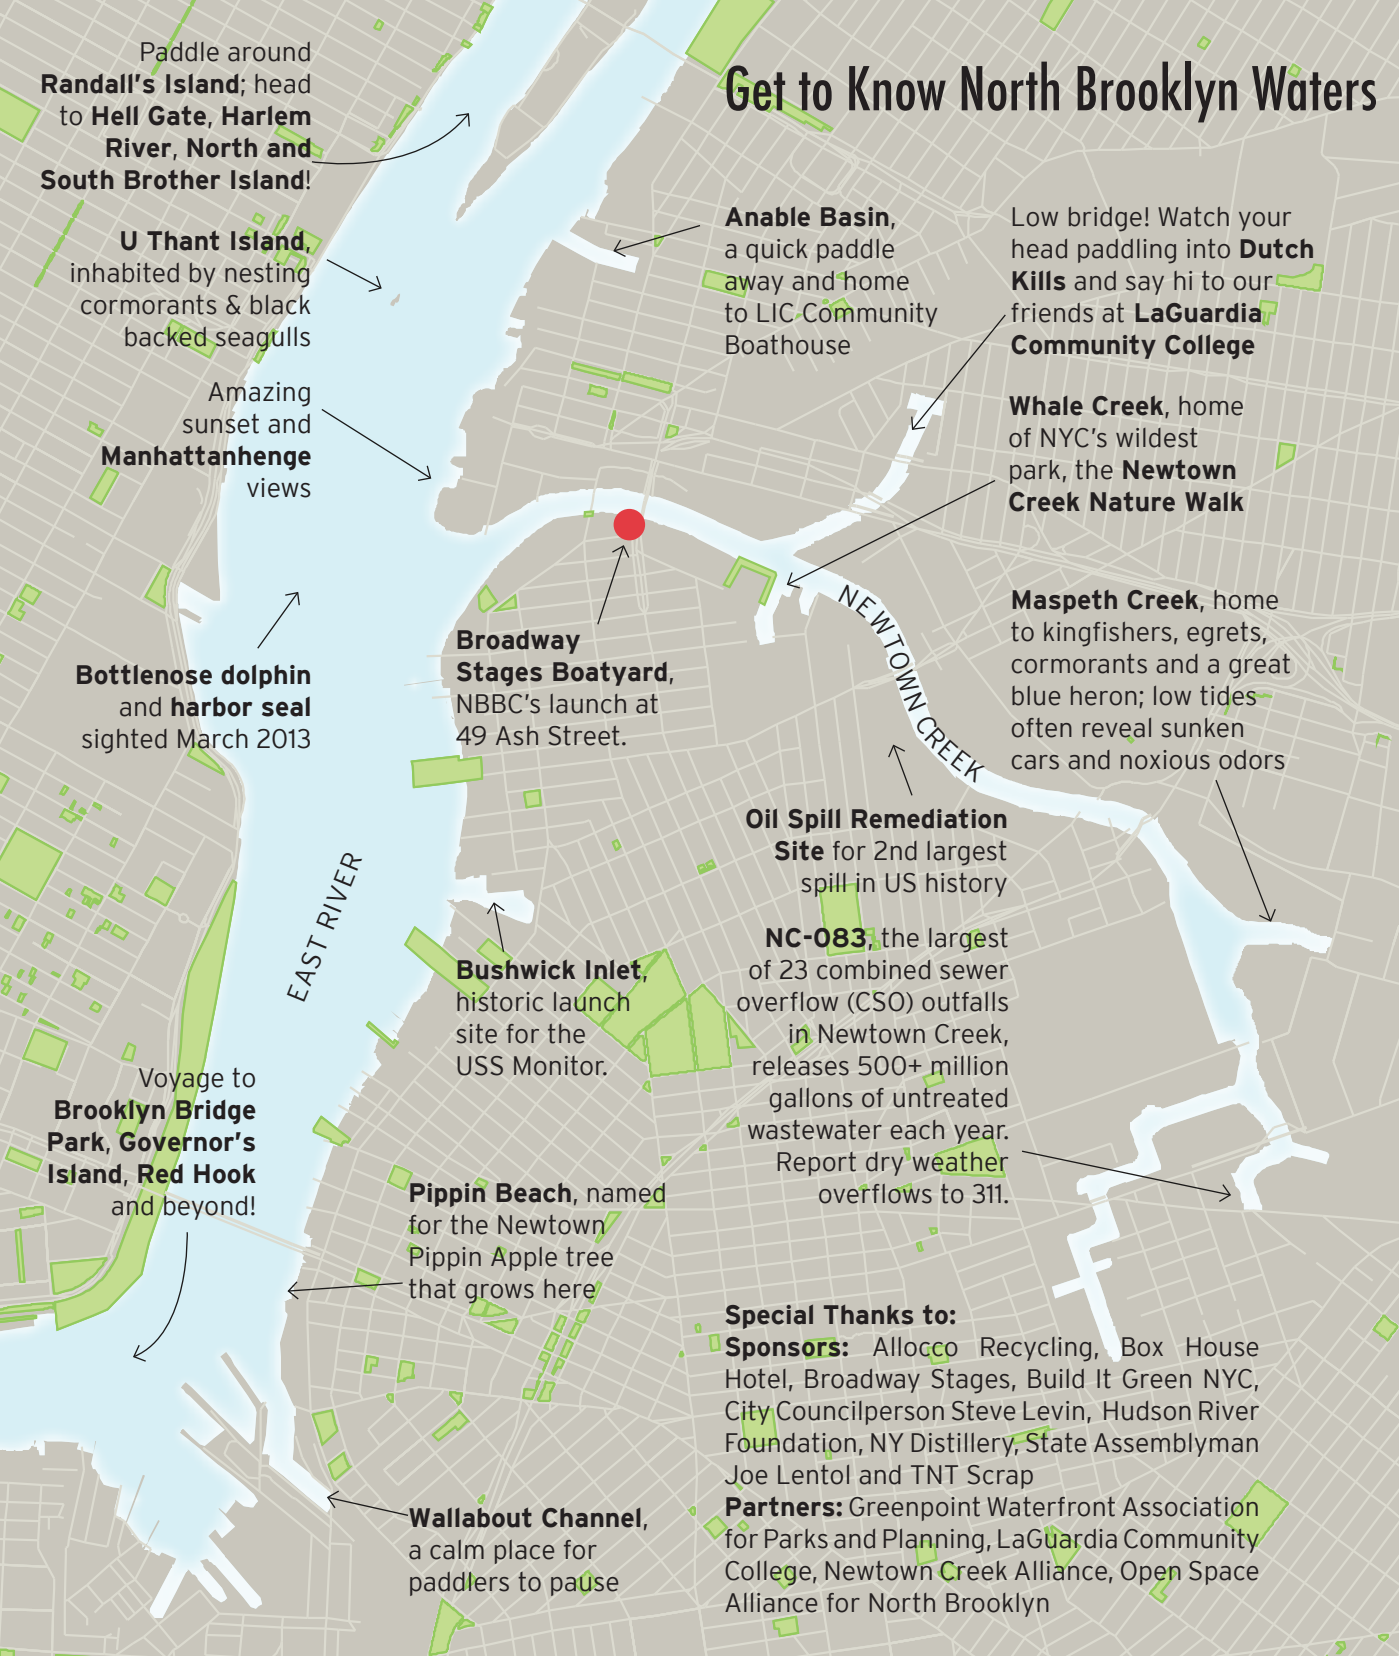 Get to Know North Brooklyn Waters
Paddle around
Randall's Island; head
to Hell Gate, Harlem
River, North and
South Brother Island!
U Thant Island,
inhabited by nesting
cormorants & black
backed seagulls
Amazing
sunset and
Manhattanhenge
views
Anable Basin,
a quick paddle
away and home
to LIC Community
Boathouse
Low bridge! Watch your
head paddling into Dutch
Kills and say hi to our
friends at LaGuardia
Community College
Whale Creek, home
of NYC's wildest
park, the Newtown
Creek Nature Walk
Bottlenose dolphin
and harbor seal
sighted March 2013
Broadway
Stages Boatyard,
NBBC's launch at
49 Ash Street.
NEWTOWN CREEK
Maspeth Creek, home
to kingfishers, egrets,
cormorants and a great
blue heron; low tides
often reveal sunken
cars and noxious odors
Oil Spill Remediation
Site for 2nd largest
spill in US history
EAST RIVER
Bushwick Inlet,
historic launch
site for the
USS Monitor.
NC-083, the largest
of 23 combined sewer
overflow (CSO) outfalls
in Newtown Creek,
releases 500+ million
gallons of untreated
wastewater each year.
Report dry weather
overflows to 311.
Voyage to
Brooklyn Bridge
Park, Governor's
Island, Red Hook
and beyond!
Pippin Beach, named
for the Newtown
Pippin Apple tree
that grows here
Wallabout Channel,
a calm place for
paddlers to pause
Special Thanks to:
Sponsors: Allocco Recycling, Box House
Hotel, Broadway Stages, Build It Green NYC,
City Councilperson Steve Levin, Hudson River
Foundation, NY Distillery, State Assemblyman
Joe Lentol and TNT Scrap
Partners: Greenpoint Waterfront Association
for Parks and Planning, LaGuardia Community
College, Newtown Creek Alliance, Open Space
Alliance for North Brooklyn